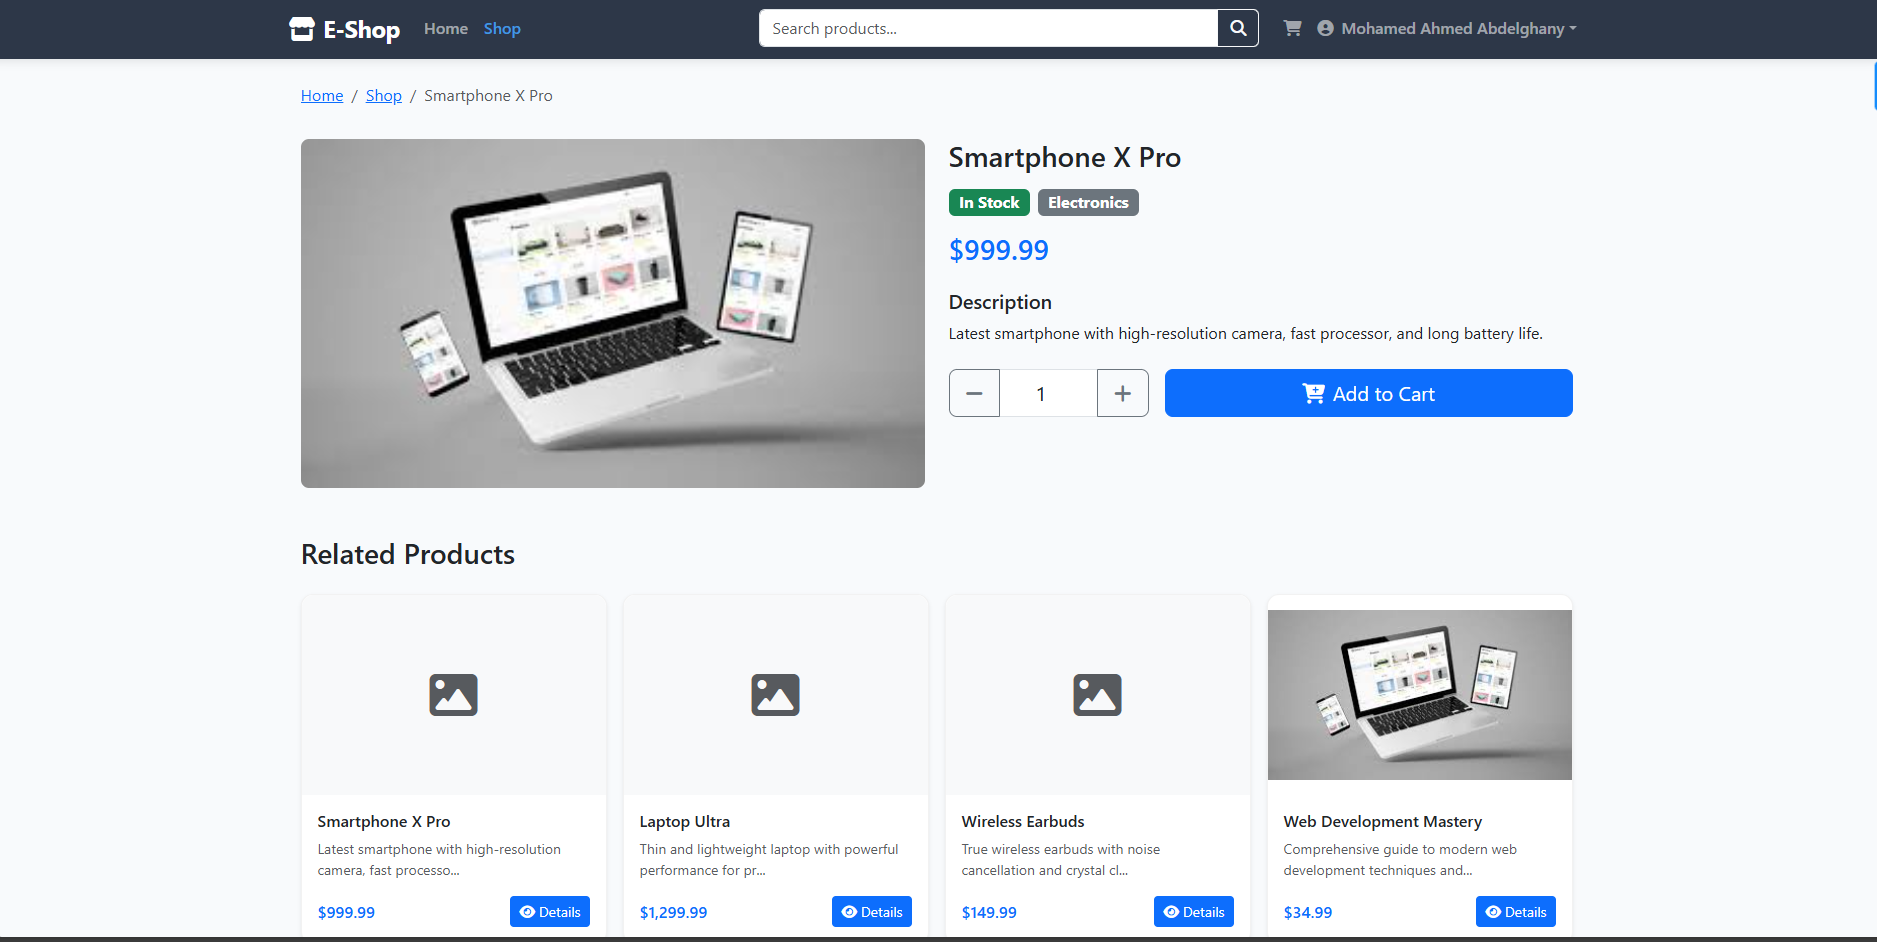 E-Shop Home Shop Search products... Mohamed Ahmed Abdelghany
Home / Shop / Smartphone X Pro
Smartphone X Pro
In Stock Electronics
$999.99
Description
Latest smartphone with high-resolution camera, fast processor, and long battery life.
1 Add to Cart
Related Products
Smartphone X Pro
Latest smartphone with high-resolution
camera, fast processo...
$999.99 Details
Laptop Ultra
Thin and lightweight laptop with powerful
performance for pr...
$1,299.99 Details
Wireless Earbuds
True wireless earbuds with noise
cancellation and crystal cl...
$149.99 Details
Web Development Mastery
Comprehensive guide to modern web
development techniques and...
$34.99 Details